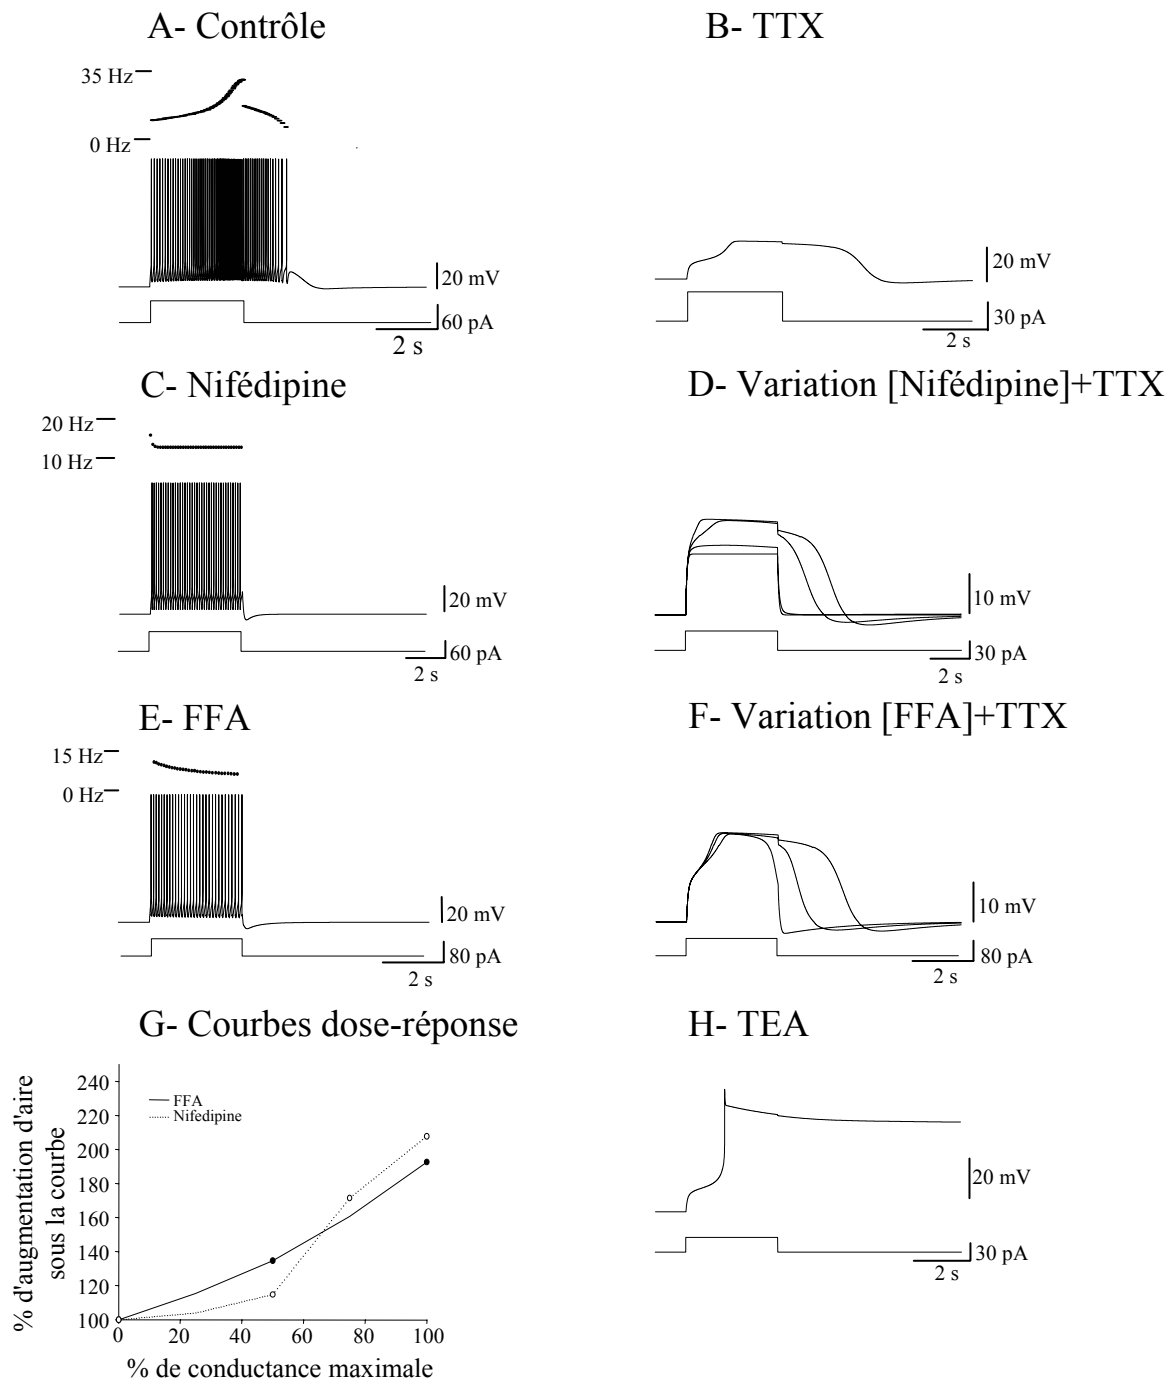 A- Contrôle
35 Hz
0 Hz
20 mV
60 pA
2 s
B- TTX
20 mV
30 pA
2 s
C- Nifédipine
20 Hz
10 Hz
20 mV
60 pA
2 s
D- Variation [Nifédipine]+TTX
10 mV
30 pA
2 s
E- FFA
15 Hz
0 Hz
20 mV
80 pA
2 s
F- Variation [FFA]+TTX
10 mV
80 pA
2 s
G- Courbes dose-réponse
% d'augmentation d'aire
sous la courbe
240
220
200
180
160
140
120
100
FFA
Nifedipine
0
20
40
60
80
100
% de conductance maximale
H- TEA
20 mV
30 pA
2 s